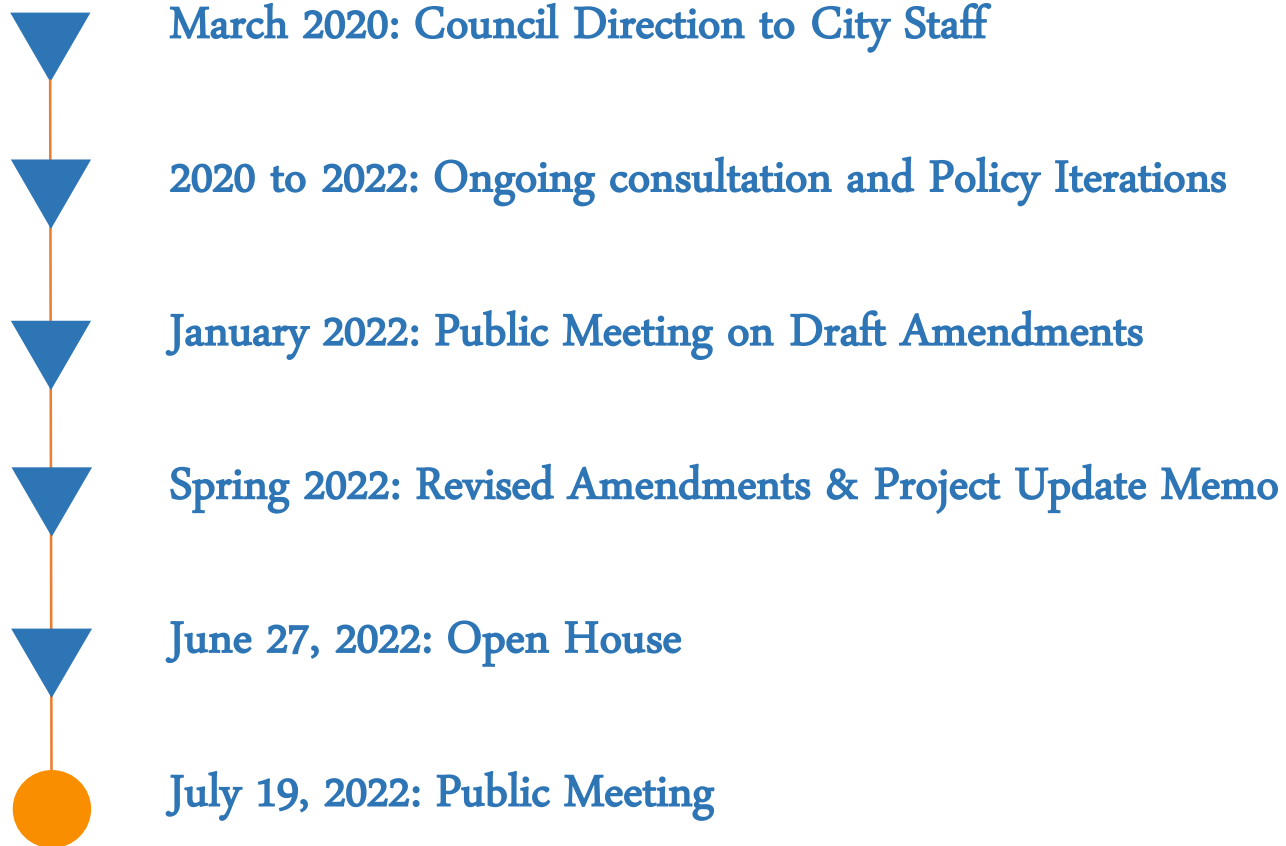 March 2020: Council Direction to City Staff
2020 to 2022: Ongoing consultation and Policy Iterations
January 2022: Public Meeting on Draft Amendments
Spring 2022: Revised Amendments & Project Update Memo
June 27, 2022: Open House
July 19, 2022: Public Meeting